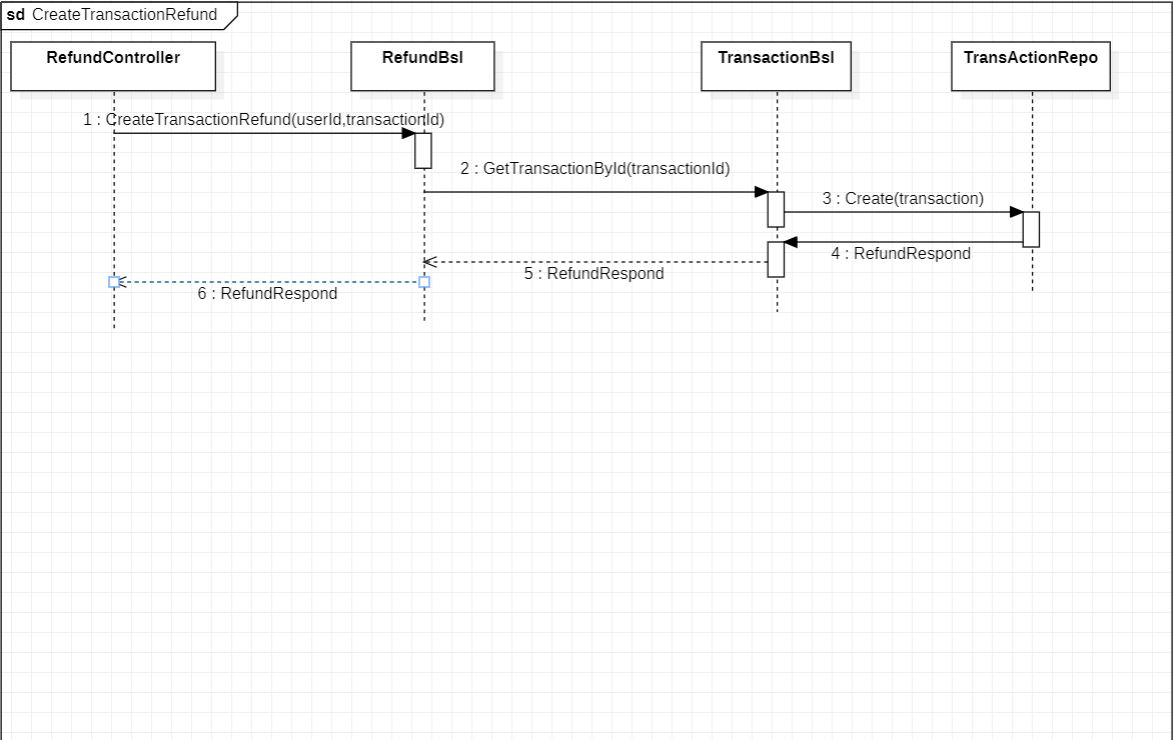 sd CreateTransactionRefund
RefundController
RefundBsl
TransactionBsl
TransActionRepo
1 : CreateTransactionRefund(userId,transactionId)
2 : GetTransactionById(transactionId)
3 : Create(transaction)
4 : RefundRespond
5 : RefundRespond
6 : RefundRespond